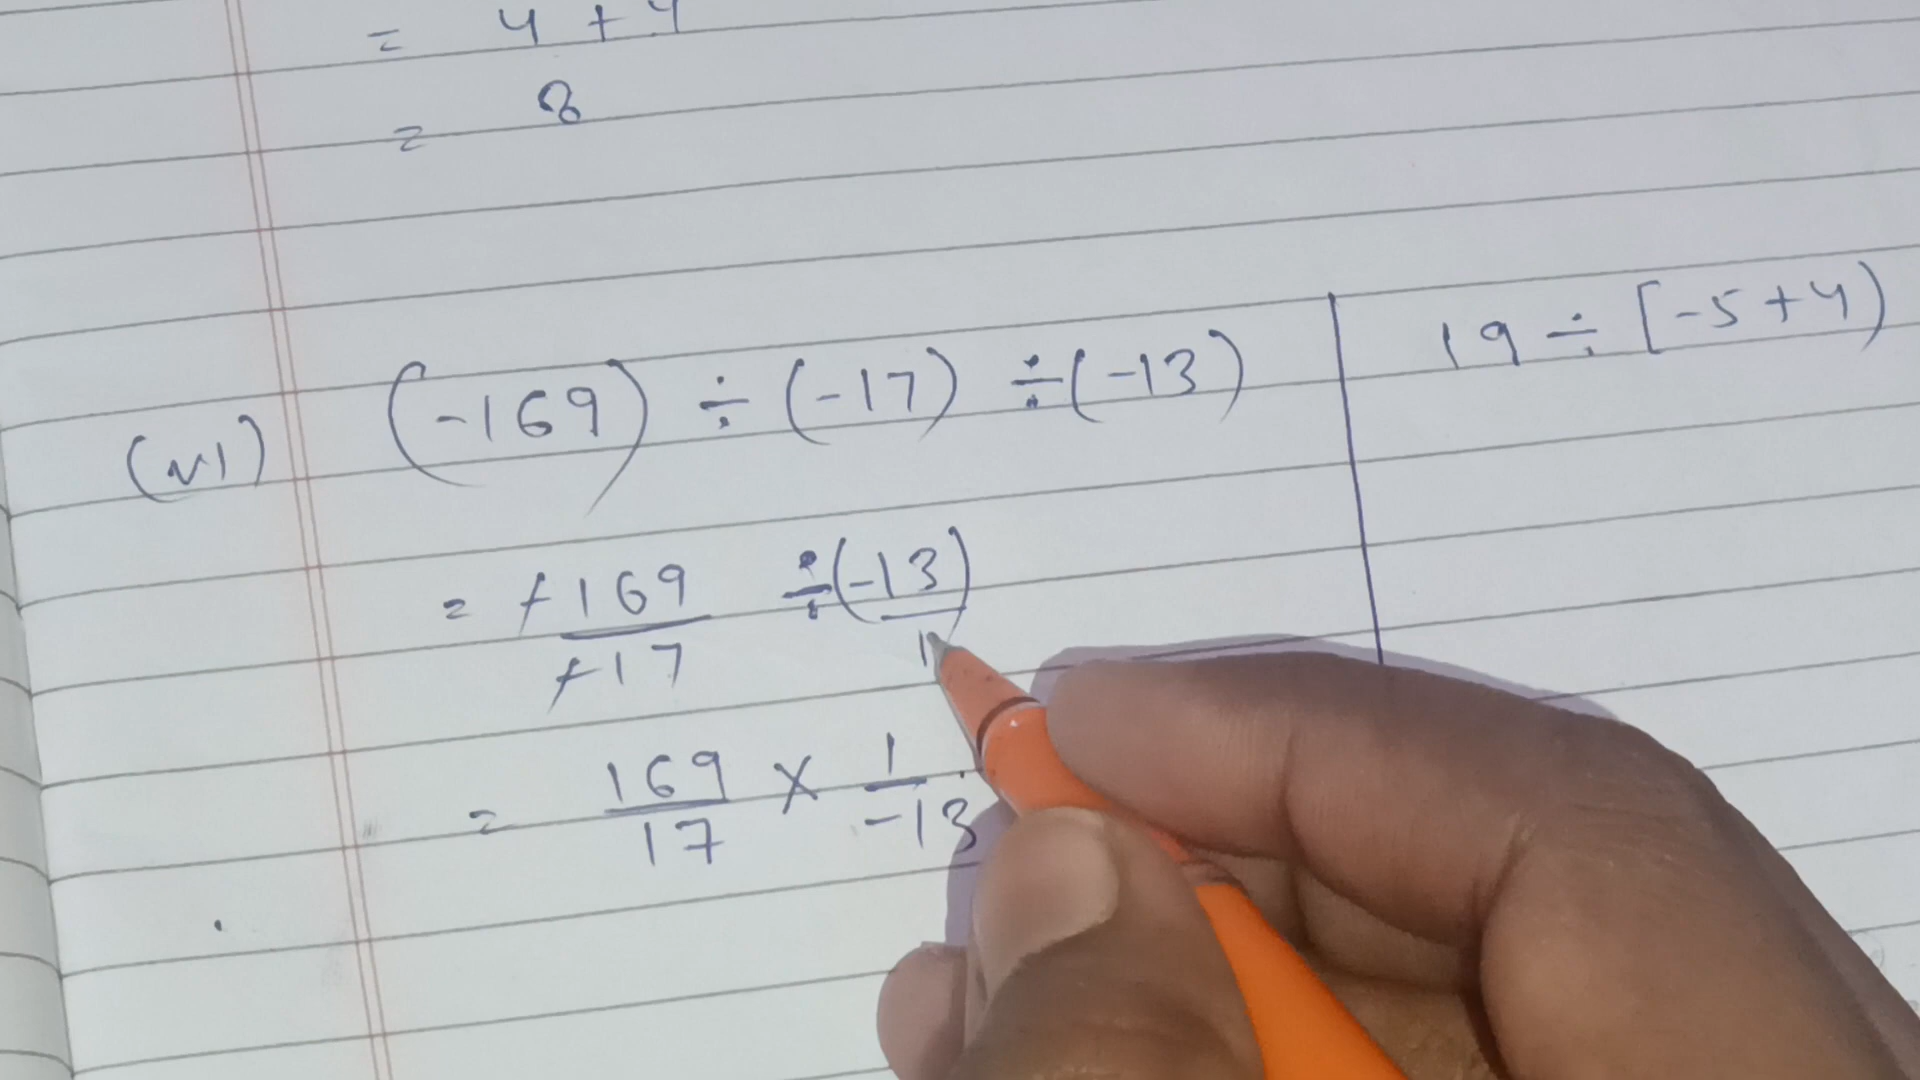 = 4 + 4
= 8
(vi) (-169) ÷ (-17) ÷ (-13)
= -169/-17 ÷ (-13)/1
= 169/17 × 1/-13
19 ÷ [-5+4)